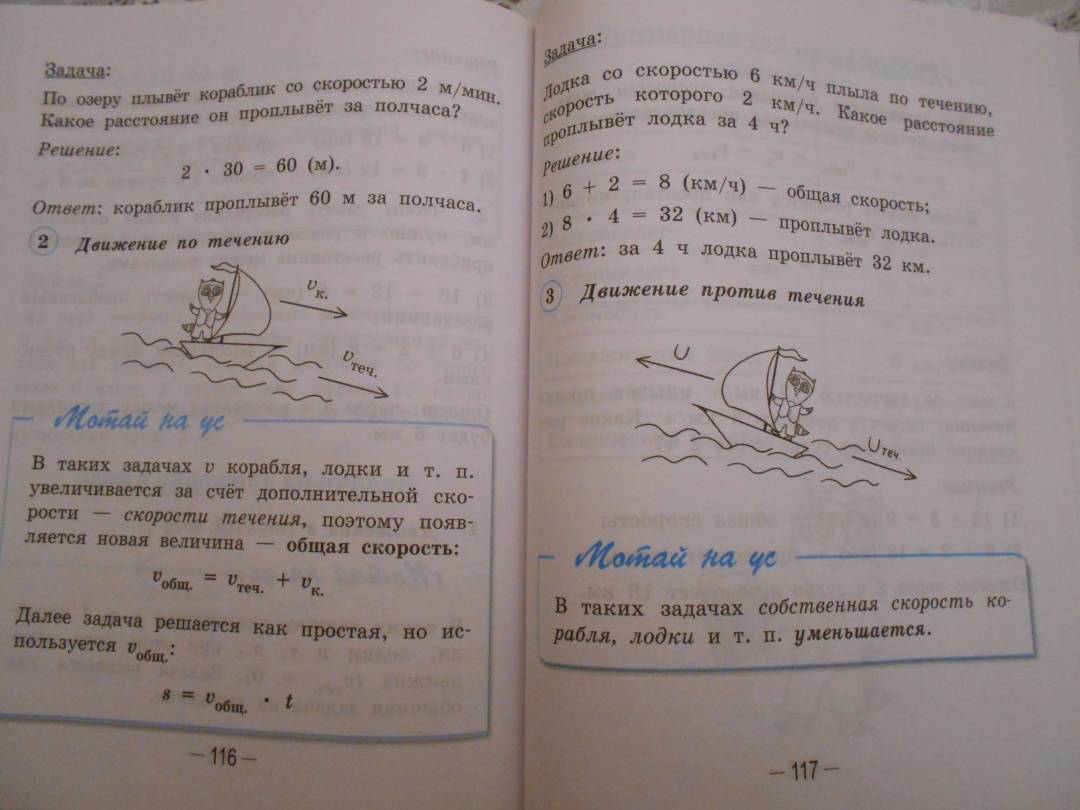 Задача:
По озеру плывёт кораблик со скоростью 2 м/мин.
Какое расстояние он проплывёт за полчаса?
Решение:
2 · 30 = 60 (м).
Ответ: кораблик проплывёт 60 м за полчаса.
2 Движение по течению
vк.
vтеч.
Мотай на ус
В таких задачах v корабля, лодки и т. п.
увеличивается за счёт дополнительной ско-
рости — скорости течения, поэтому появ-
ляется новая величина — общая скорость:
vобщ. = vтеч. + vк.
Далее задача решается как простая, но ис-
пользуется vобщ.:
s = vобщ. · t
— 116 —
Задача:
Лодка со скоростью 6 км/ч плыла по течению,
скорость которого 2 км/ч. Какое расстояние
проплывёт лодка за 4 ч?
Решение:
1) 6 + 2 = 8 (км/ч) — общая скорость;
2) 8 · 4 = 32 (км) — проплывёт лодка.
Ответ: за 4 ч лодка проплывёт 32 км.
3 Движение против течения
U
Uтеч.
Мотай на ус
В таких задачах собственная скорость ко-
рабля, лодки и т. п. уменьшается.
— 117 —